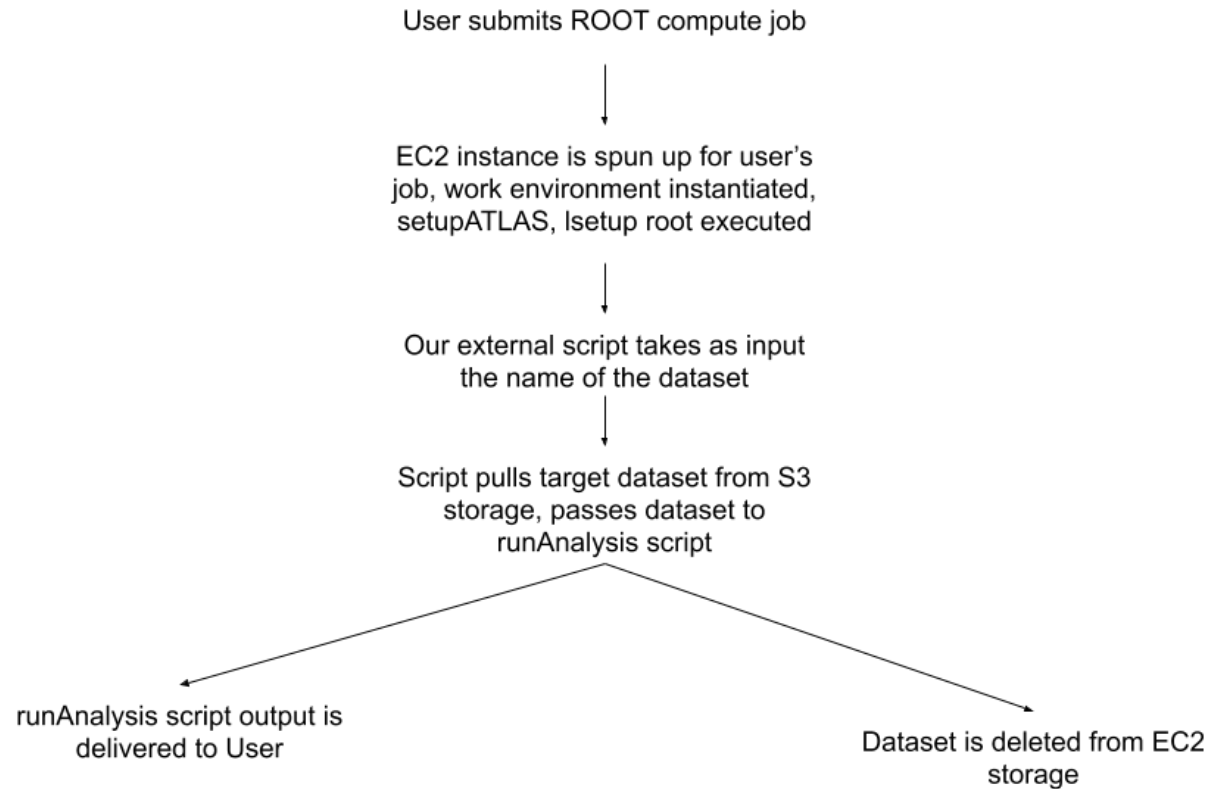 User submits ROOT compute job
EC2 instance is spun up for user’s
job, work environment instantiated,
setupATLAS, lsetup root executed
Our external script takes as input
the name of the dataset
Script pulls target dataset from S3
storage, passes dataset to
runAnalysis script
runAnalysis script output is
delivered to User
Dataset is deleted from EC2
storage